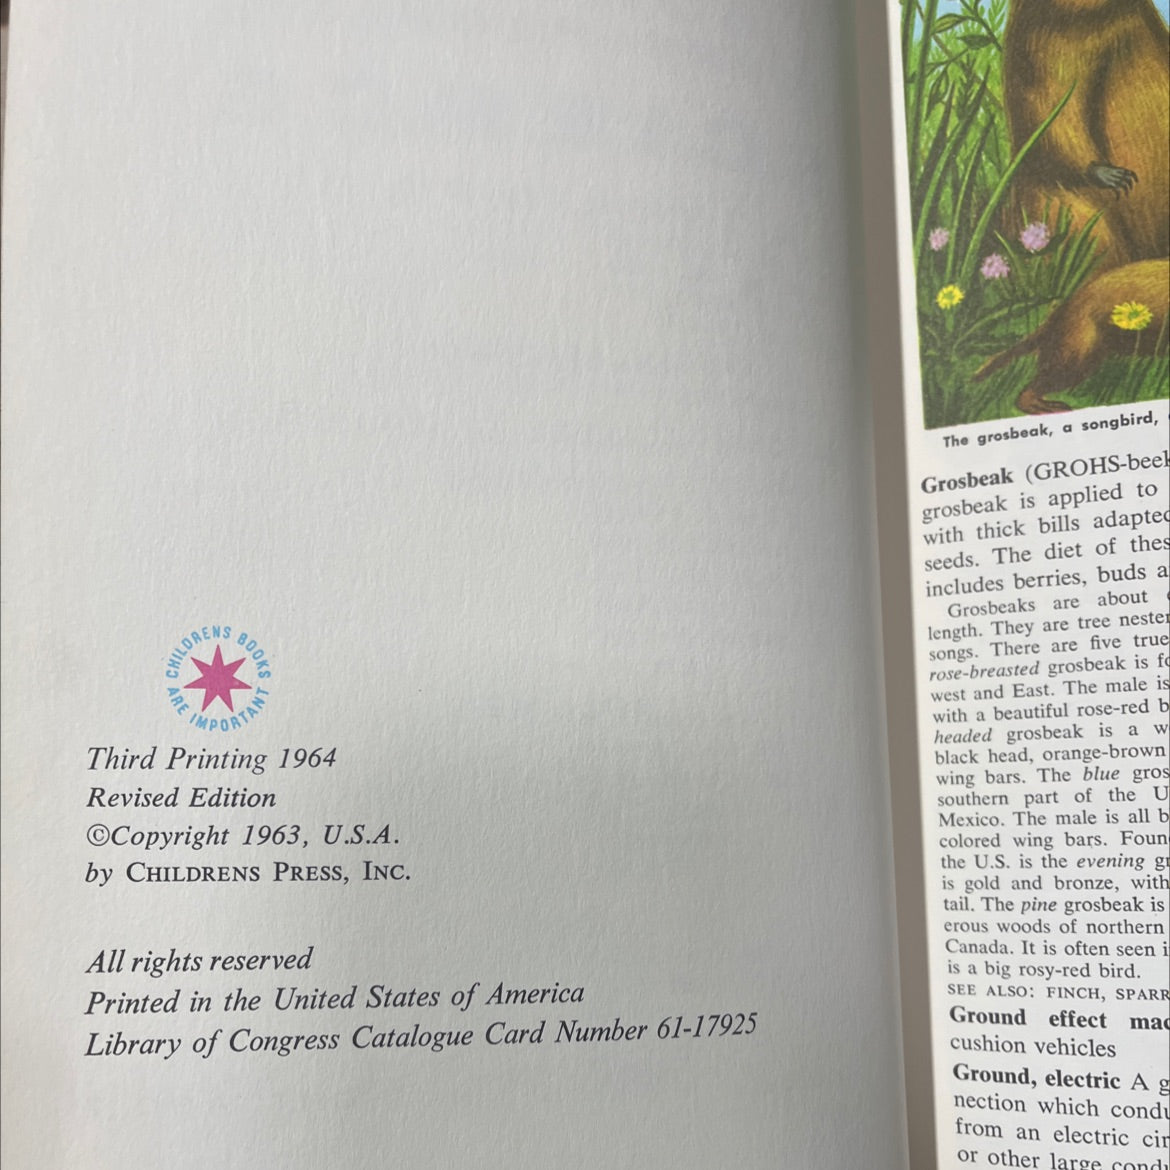 CHILDRENS BOOKS
ARE IMPORTANT
Third Printing 1964
Revised Edition
©Copyright 1963, U.S.A.
by CHILDRENS PRESS, INC.
All rights reserved
Printed in the United States of America
Library of Congress Catalogue Card Number 61-17925
The grosbeak, a songbird,
Grosbeak (GROHS-beek
grosbeak is applied to
with thick bills adapted
seeds. The diet of thes
includes berries, buds a
Grosbeaks are about
length. They are tree nester
songs. There are five true
rose-breasted grosbeak is fo
west and East. The male is
with a beautiful rose-red b
headed grosbeak is a w
black head, orange-brown
wing bars. The blue gros
southern part of the U
Mexico. The male is all b
colored wing bars. Foun
the U.S. is the evening gr
is gold and bronze, with
tail. The pine grosbeak is
erous woods of northern
Canada. It is often seen i
is a big rosy-red bird.
SEE ALSO: FINCH, SPARR
Ground effect mac
cushion vehicles
Ground, electric A g
nection which condu
from an electric cir
or other large cond